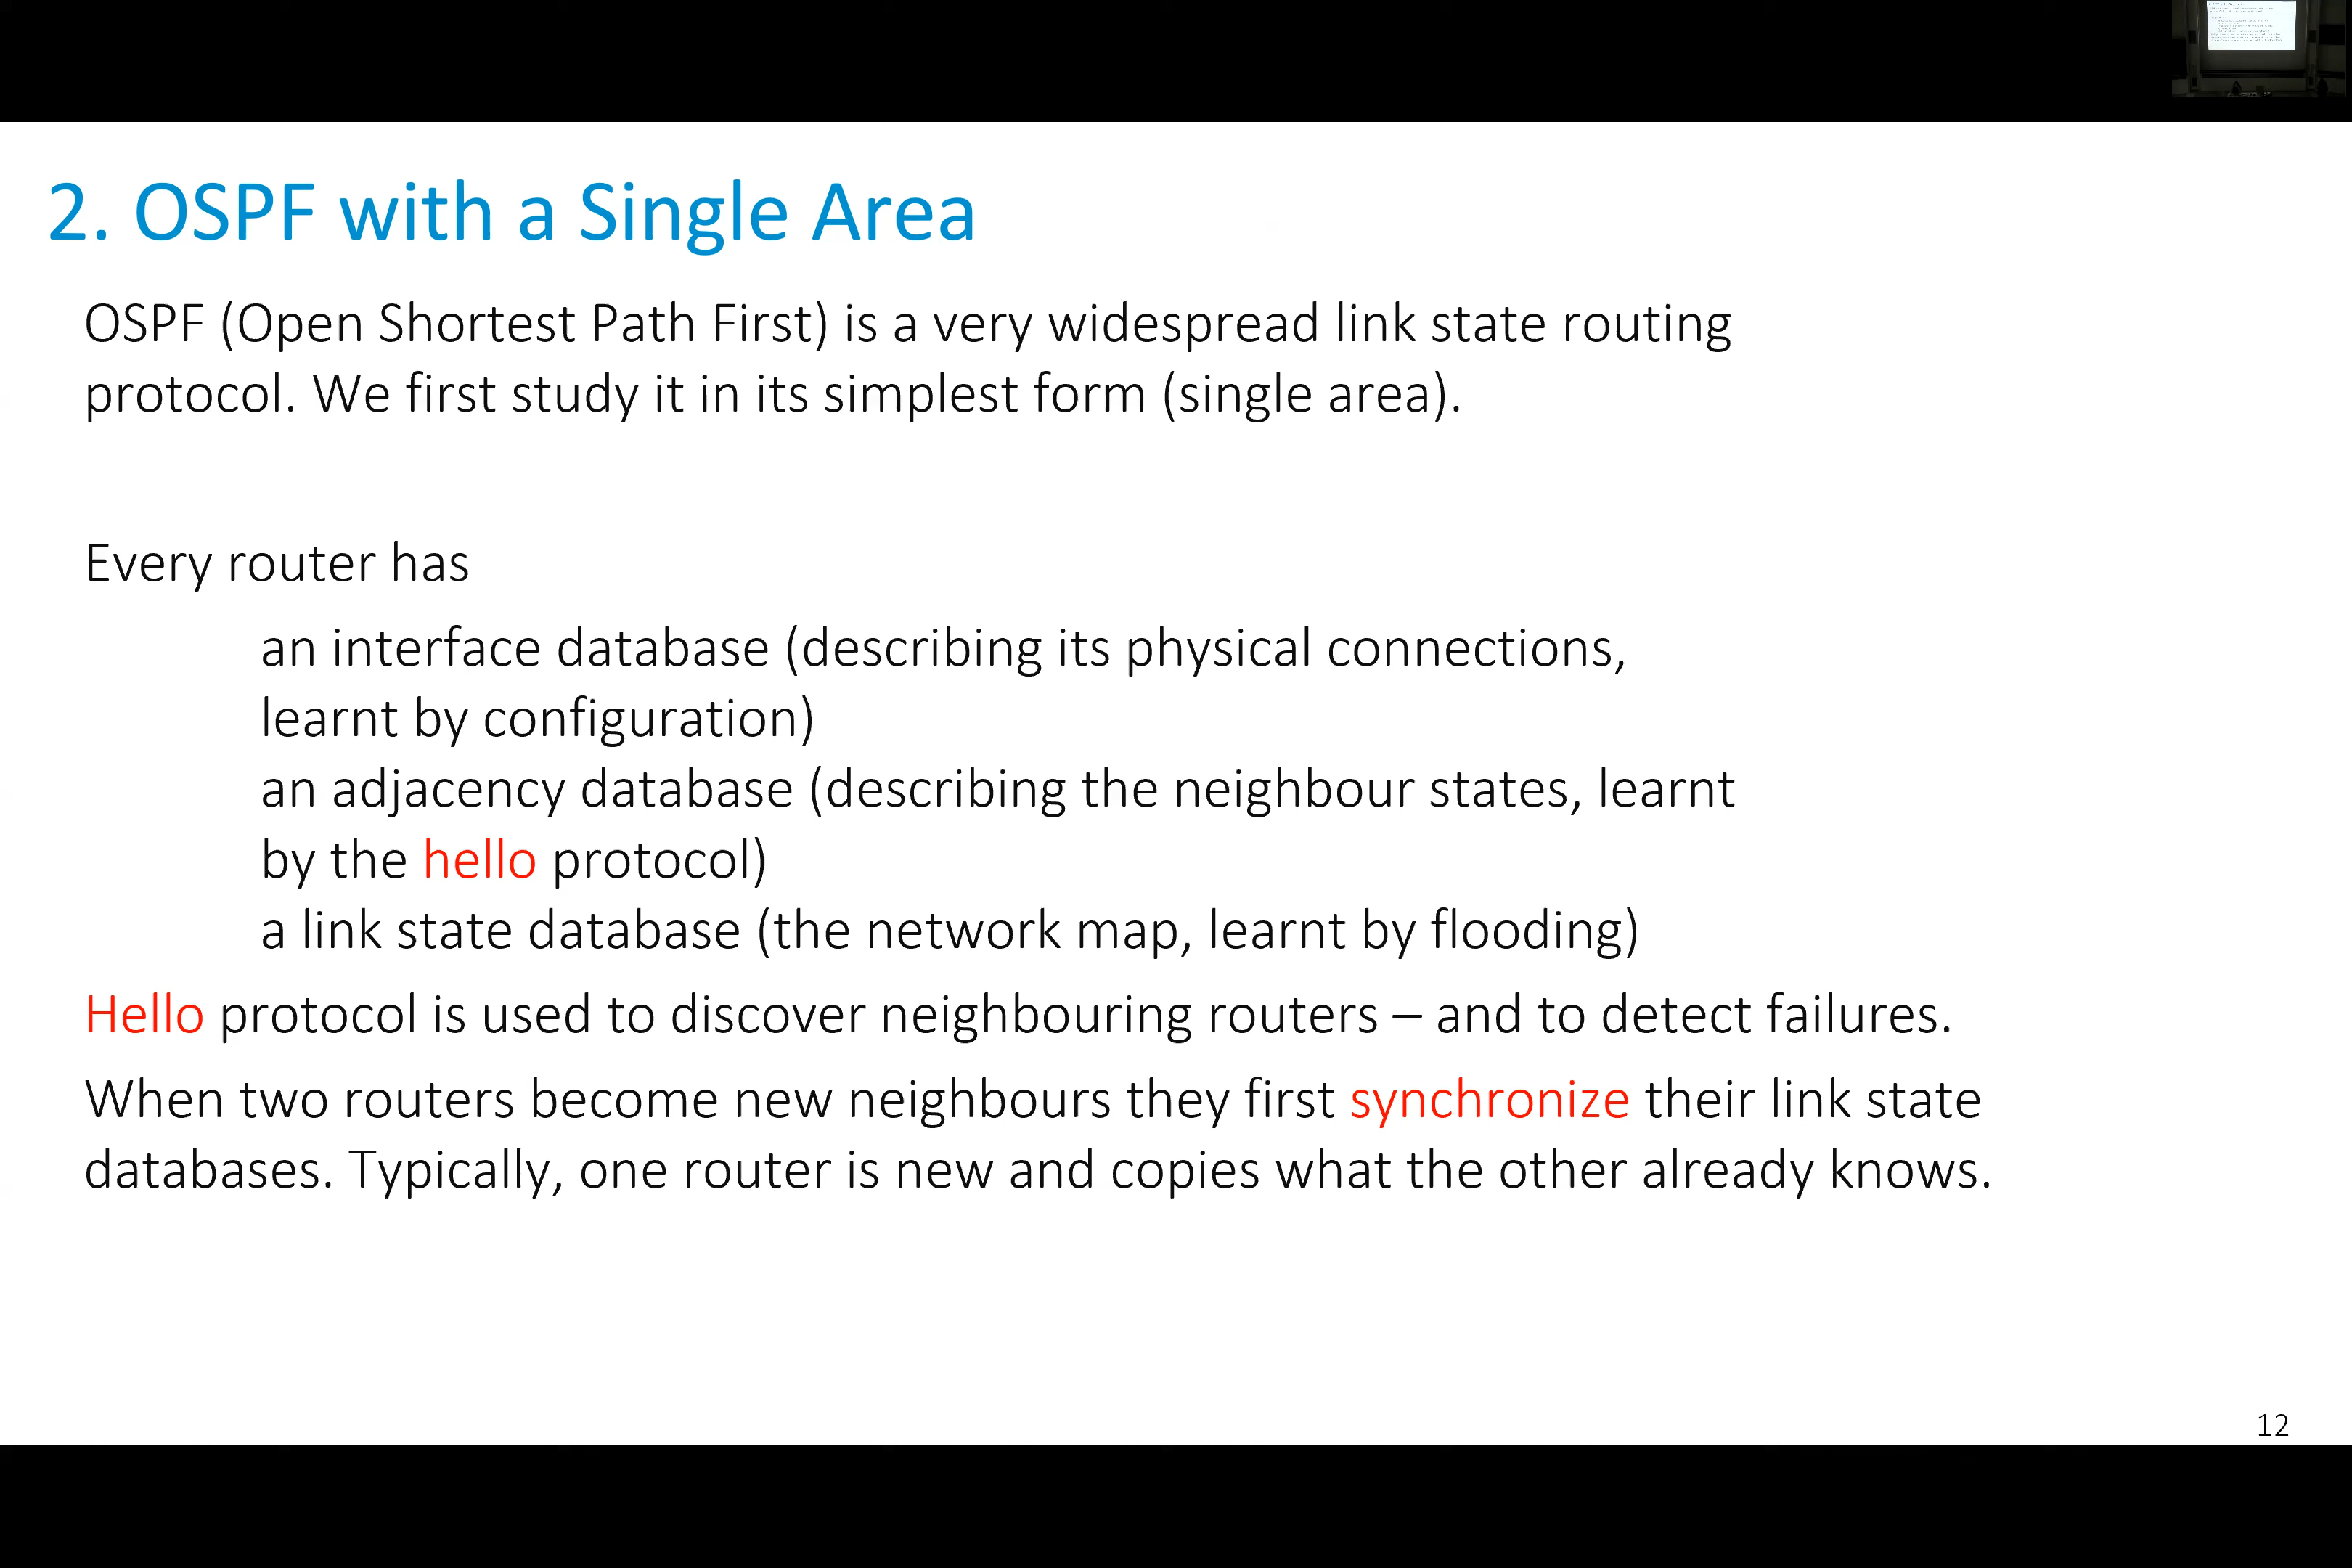 2. OSPF with a Single Area
OSPF (Open Shortest Path First) is a very widespread link state routing
protocol. We first study it in its simplest form (single area).
Every router has
an interface database (describing its physical connections,
learnt by configuration)
an adjacency database (describing the neighbour states, learnt
by the hello protocol)
a link state database (the network map, learnt by flooding)
Hello protocol is used to discover neighbouring routers – and to detect failures.
When two routers become new neighbours they first synchronize their link state
databases. Typically, one router is new and copies what the other already knows.
12